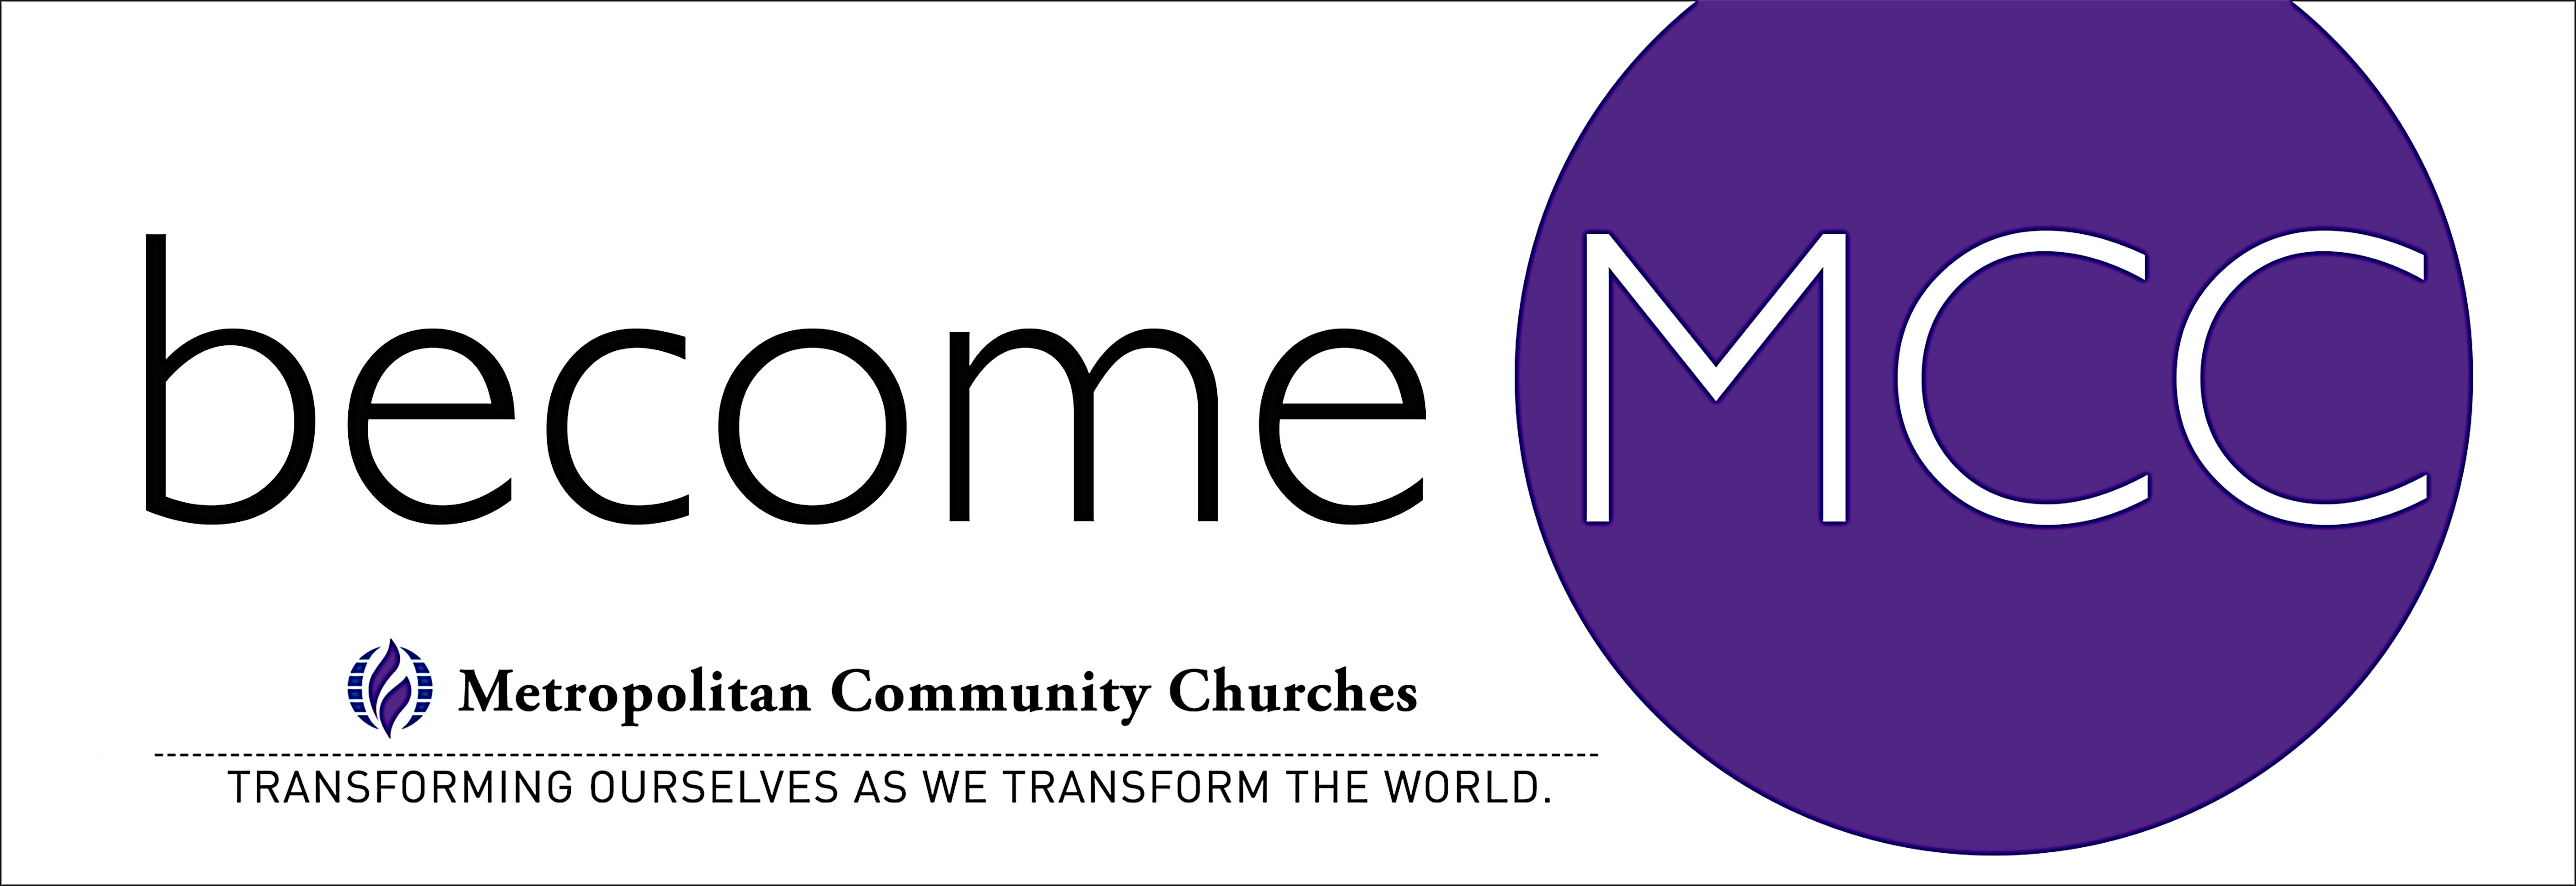 become MCC
Metropolitan Community Churches
TRANSFORMING OURSELVES AS WE TRANSFORM THE WORLD.